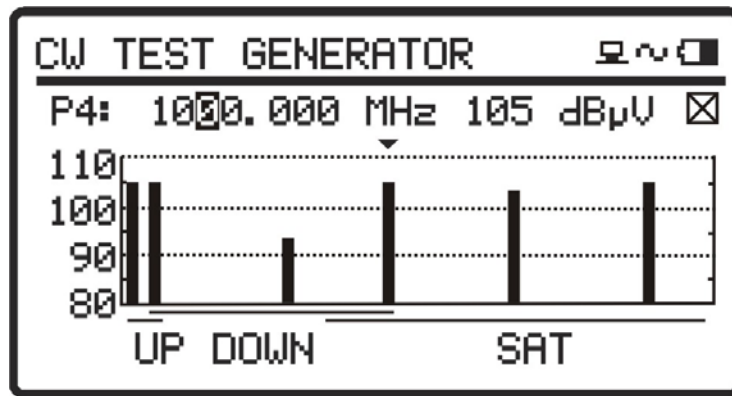 CW TEST GENERATOR
P4: 1000.000 MHz 105 dBµV
110
100
90
80
UP DOWN SAT